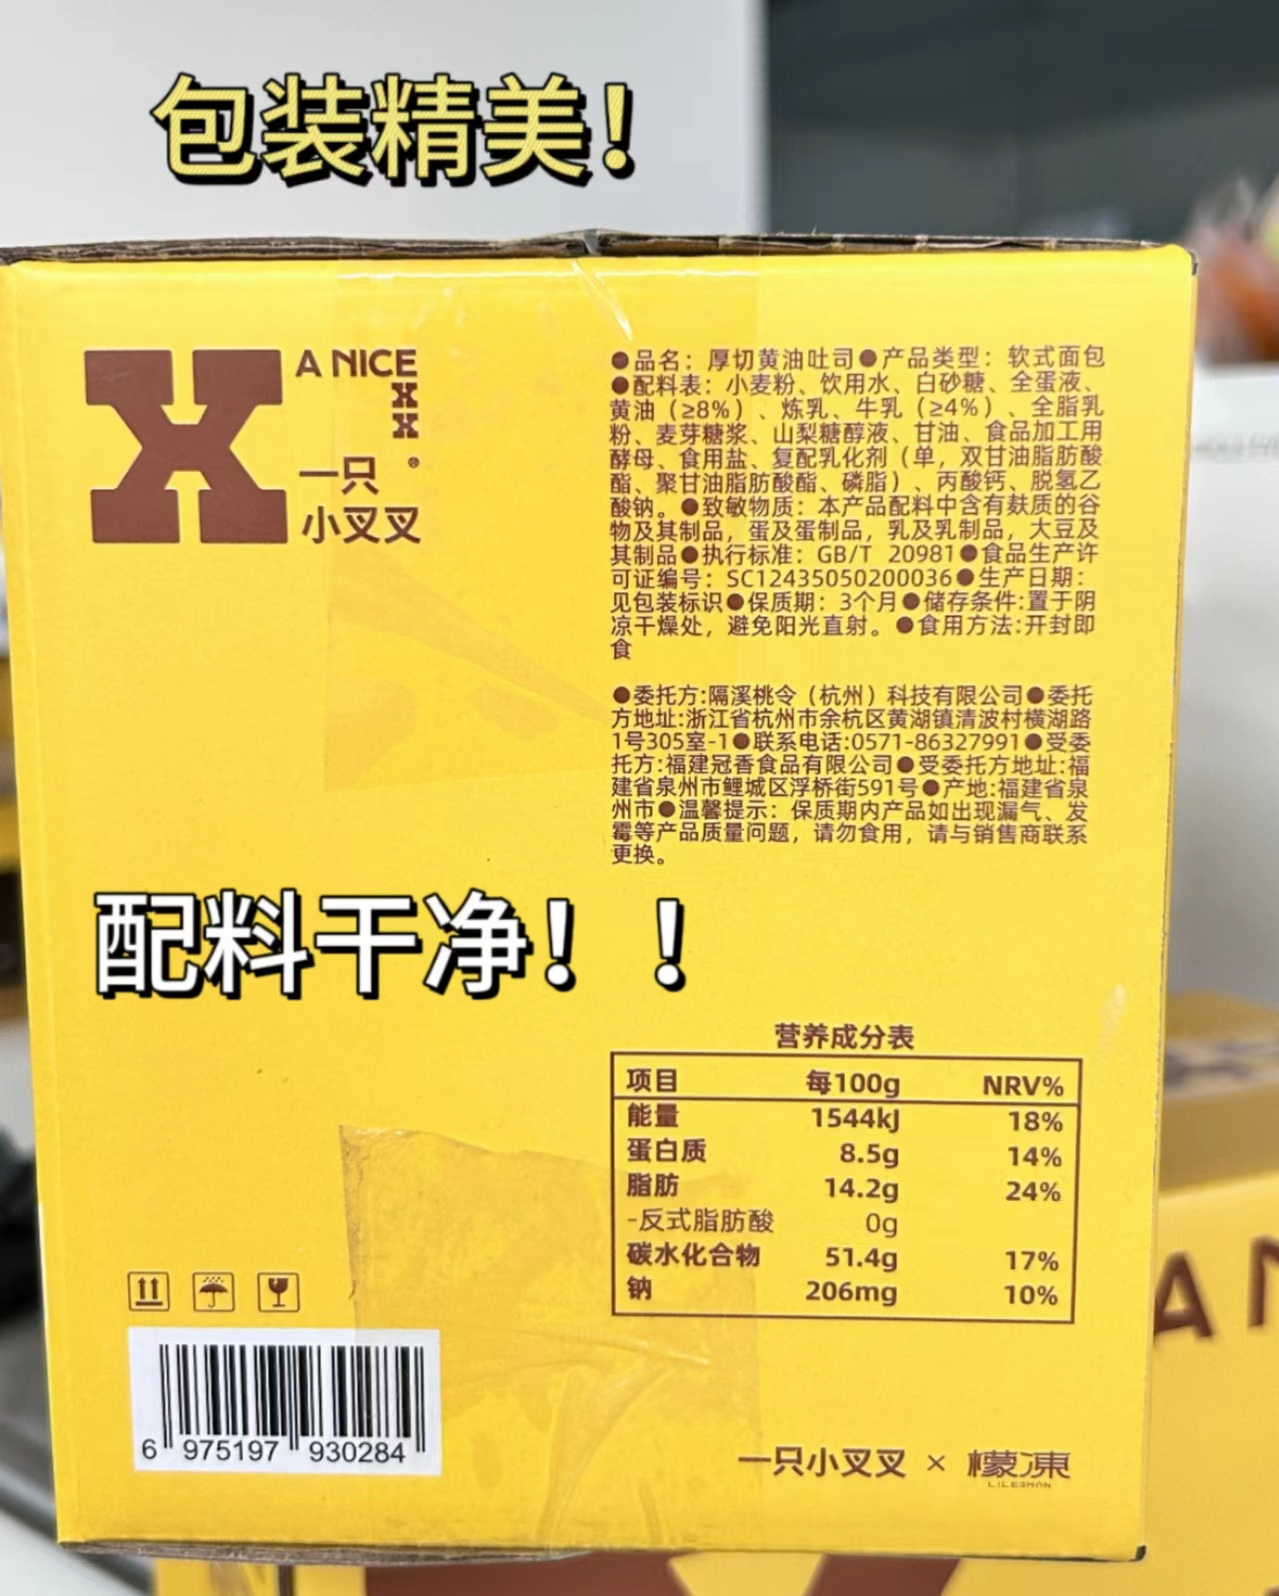 包装精美！
A NICE
X
X
X
一只®
小叉叉
●品名：厚切黄油吐司●产品类型：软式面包
●配料表：小麦粉、饮用水、白砂糖、全蛋液、
黄油（≥8%）、炼乳、牛乳（≥4%）、全脂乳
粉、麦芽糖浆、山梨糖醇液、甘油、食品加工用
酵母、食用盐、复配乳化剂（单，双甘油脂肪酸
酯、聚甘油脂肪酸酯、磷脂）、丙酸钙、脱氢乙
酸钠。●致敏物质：本产品配料中含有麸质的谷
物及其制品，蛋及蛋制品，乳及乳制品，大豆及
其制品●执行标准：GB/T 20981●食品生产许
可证编号：SC12435050200036●生产日期：
见包装标识●保质期：3个月●储存条件:置于阴
凉干燥处，避免阳光直射。●食用方法:开封即
食
●委托方:隔溪桃令（杭州）科技有限公司●委托
方地址:浙江省杭州市余杭区黄湖镇清波村横湖路
1号305室-1●联系电话:0571-86327991●受委
托方:福建冠香食品有限公司●受委托方地址:福
建省泉州市鲤城区浮桥街591号●产地:福建省泉
州市●温馨提示：保质期内产品如出现漏气、发
霉等产品质量问题，请勿食用，请与销售商联系
更换。
配料干净！！
营养成分表
项目 每100g NRV%
能量 1544kJ 18%
蛋白质 8.5g 14%
脂肪 14.2g 24%
-反式脂肪酸 0g
碳水化合物 51.4g 17%
钠 206mg 10%
6 975197 930284
一只小叉叉 × 檬凍
A N